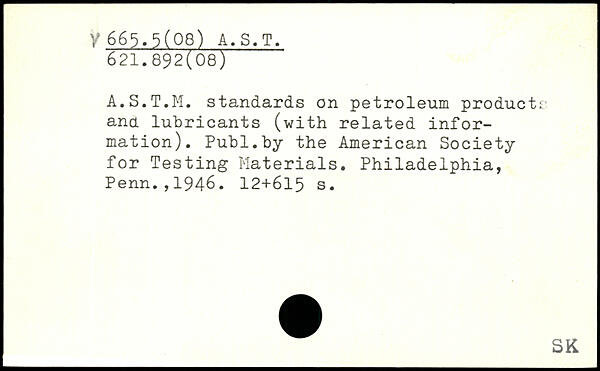 V 665.5(08) A.S.T.
621.892(08)
A.S.T.M. standards on petroleum products
and lubricants (with related infor-
mation). Publ.by the American Society
for Testing Materials. Philadelphia,
Penn.,1946. 12+615 s.
SK